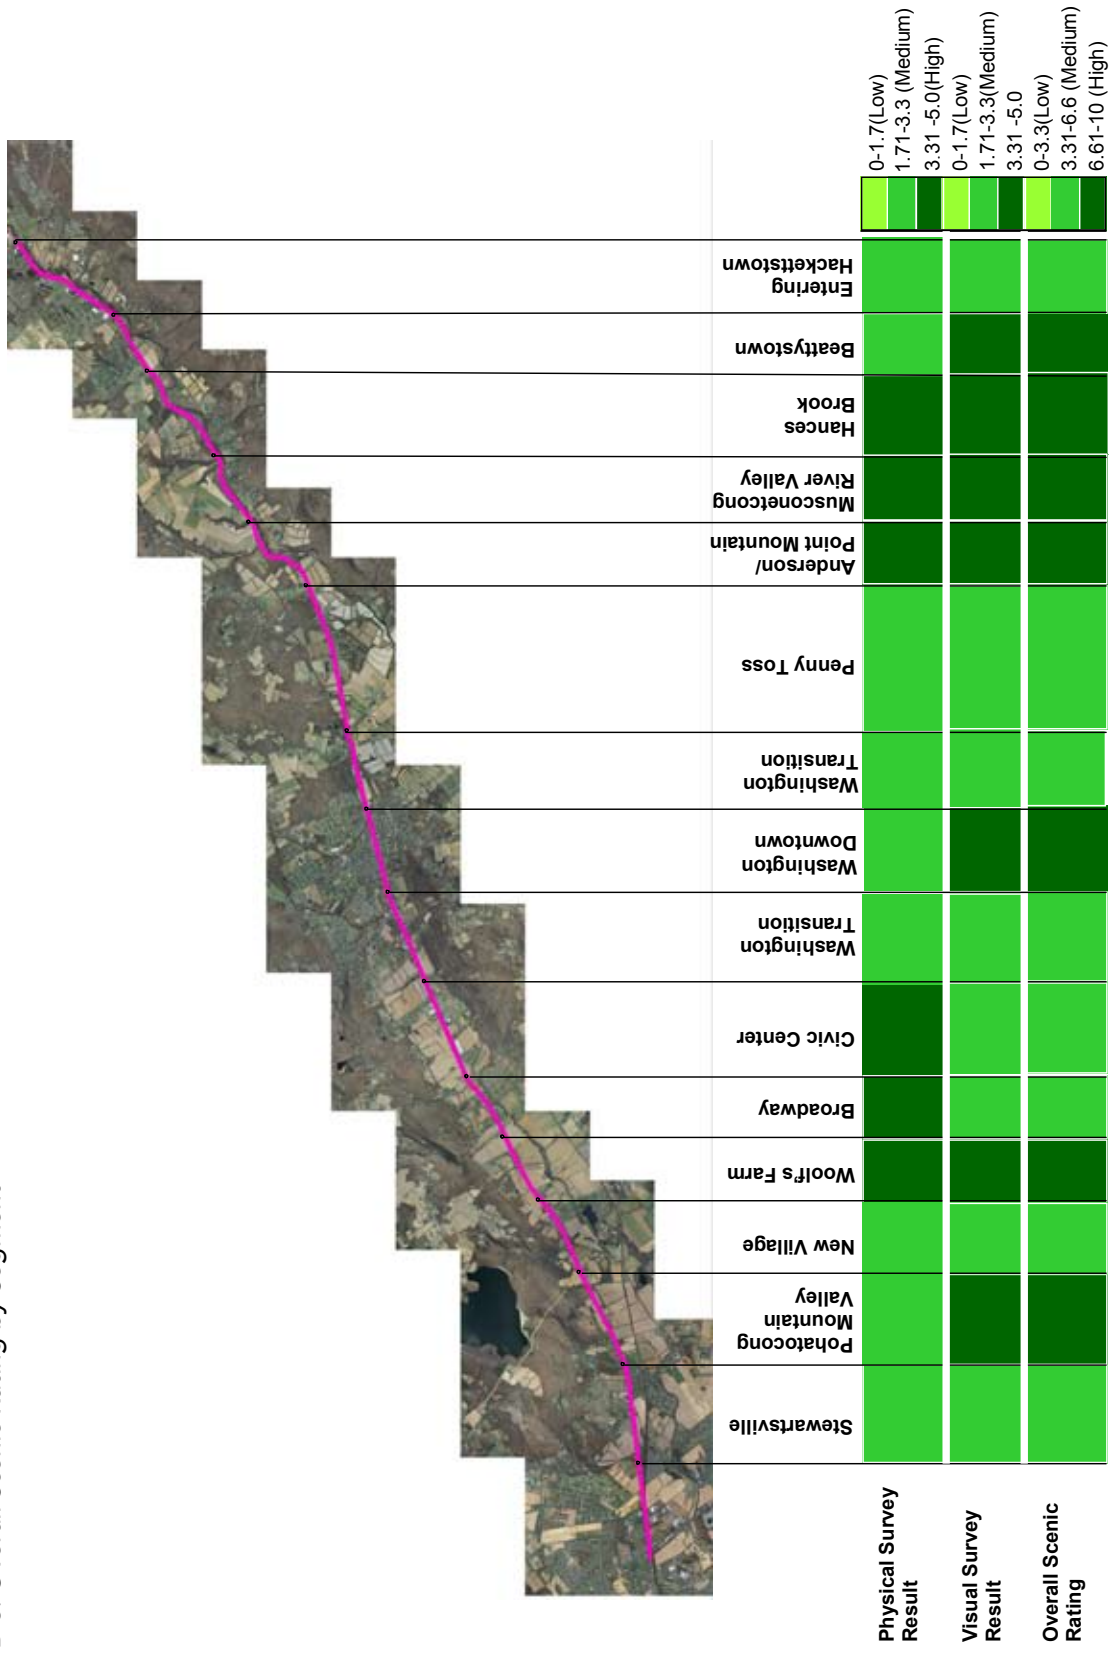 Stewartsville
Pohatocong
Mountain
Valley
New Village
Woolf's Farm
Broadway
Civic Center
Washington
Transition
Washington
Downtown
Washington
Transition
Penny Toss
Anderson/
Point Mountain
Musconetcong
River Valley
Hances
Brook
Beattystown
Entering
Hackettstown
Physical Survey
Result
0-1.7(Low)
1.71-3.3 (Medium)
3.31 -5.0(High)
Visual Survey
Result
0-1.7(Low)
1.71-3.3(Medium)
3.31 -5.0
Overall Scenic
Rating
0-3.3(Low)
3.31-6.6 (Medium)
6.61-10 (High)